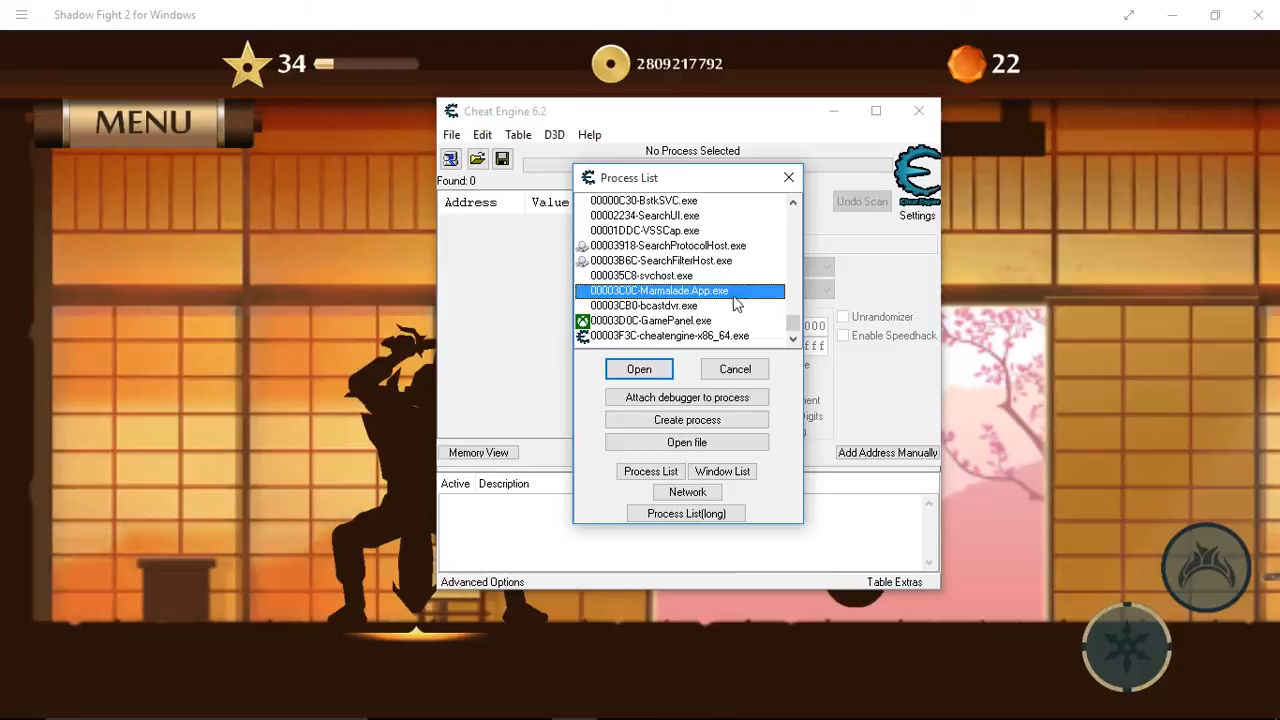 Shadow Fight 2 for Windows
34
2809217792
22
MENU
Cheat Engine 6.2
File Edit Table D3D Help
No Process Selected
Found: 0
Address Value
Undo Scan
Settings
Process List
00000C30-BstkSVC.exe
00002234-SearchUI.exe
00001DDC-VSSCap.exe
00003918-SearchProtocolHost.exe
00003B6C-SearchFilterHost.exe
000035C8-svchost.exe
00003C0C-Marmalade.App.exe
00003CB0-bcastdvr.exe
00003D0C-GamePanel.exe
00003F3C-cheatengine-x86_64.exe
Open Cancel
Attach debugger to process
Create process
Open file
Process List Window List
Network
Process List(long)
000 Unrandomizer
fff Enable Speedhack
Memory View
Add Address Manually
Active Description
Advanced Options Table Extras